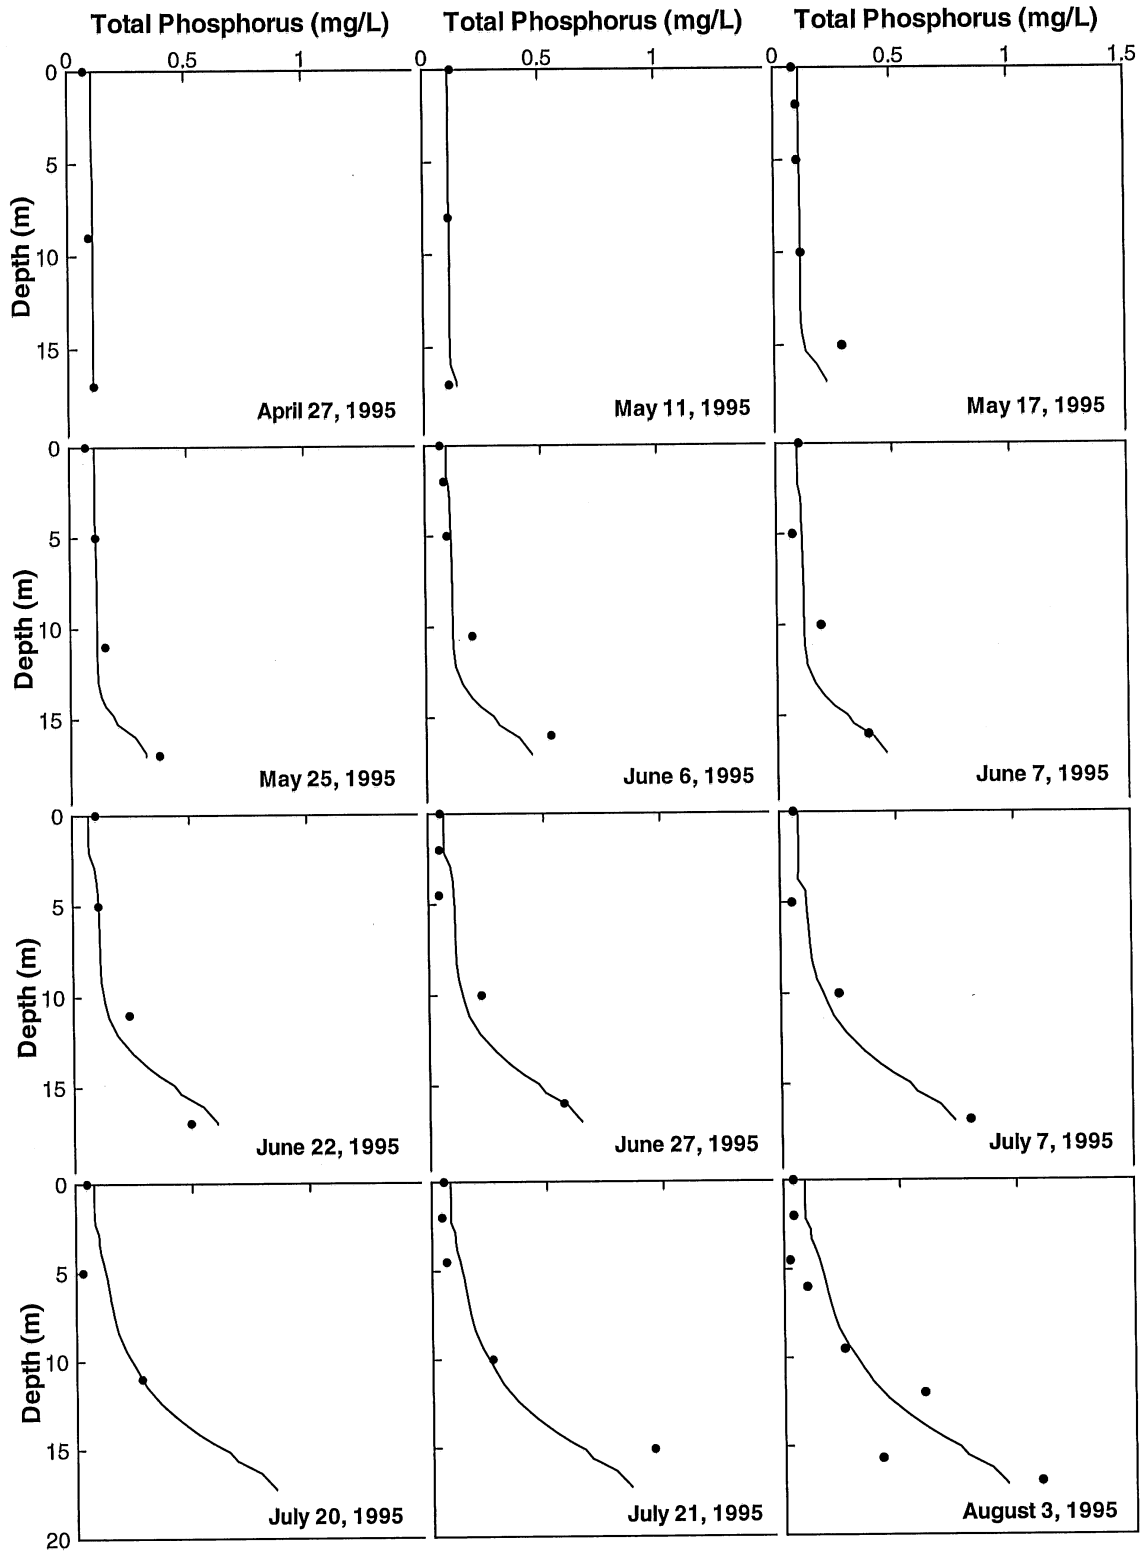 Total Phosphorus (mg/L) Total Phosphorus (mg/L) Total Phosphorus (mg/L)
0 0.5 1 0 0.5 1 0 0.5 1 1.5
0
5
Depth (m)
10
15
April 27, 1995 May 11, 1995 May 17, 1995
0
5
Depth (m)
10
15
May 25, 1995 June 6, 1995 June 7, 1995
0
5
Depth (m)
10
15
June 22, 1995 June 27, 1995 July 7, 1995
0
5
Depth (m)
10
15
July 20, 1995 July 21, 1995 August 3, 1995
20